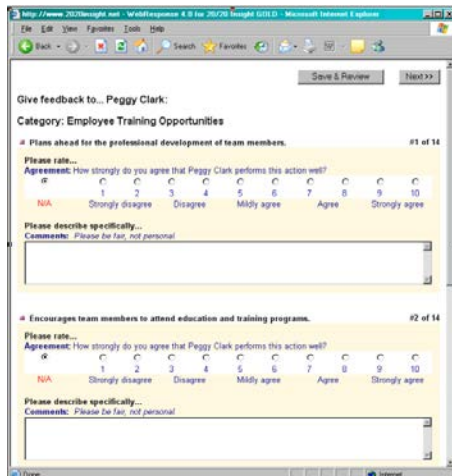 http://www.2020insight.net - WebResponse 4.0 for 20/20 Insight GOLD - Microsoft Internet Explorer
File Edit View Favorites Tools Help
Back Search Favorites
Save & Review Next>>
Give feedback to... Peggy Clark:
Category: Employee Training Opportunities
Plans ahead for the professional development of team members. #1 of 14
Please rate...
Agreement: How strongly do you agree that Peggy Clark performs this action well?
1 2 3 4 5 6 7 8 9 10
N/A Strongly disagree Disagree Mildly agree Agree Strongly agree
Please describe specifically...
Comments: Please be fair, not personal
Encourages team members to attend education and training programs. #2 of 14
Please rate...
Agreement: How strongly do you agree that Peggy Clark performs this action well?
1 2 3 4 5 6 7 8 9 10
N/A Strongly disagree Disagree Mildly agree Agree Strongly agree
Please describe specifically...
Comments: Please be fair, not personal
Done Internet